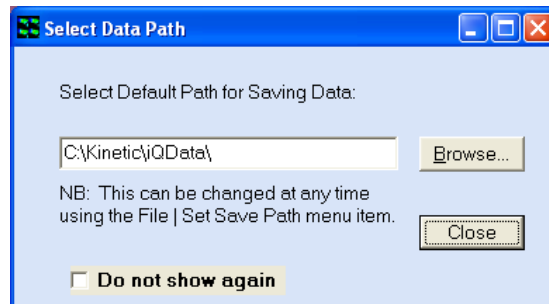 Select Data Path
Select Default Path for Saving Data:
C:\Kinetic\iQData\
Browse...
NB: This can be changed at any time
using the File | Set Save Path menu item.
Close
Do not show again